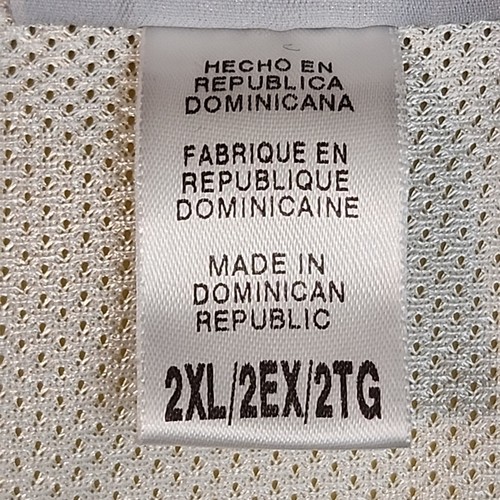 HECHO EN
REPUBLICA
DOMINICANA
FABRIQUE EN
REPUBLIQUE
DOMINICAINE
MADE IN
DOMINICAN
REPUBLIC
2XL/2EX/2TG